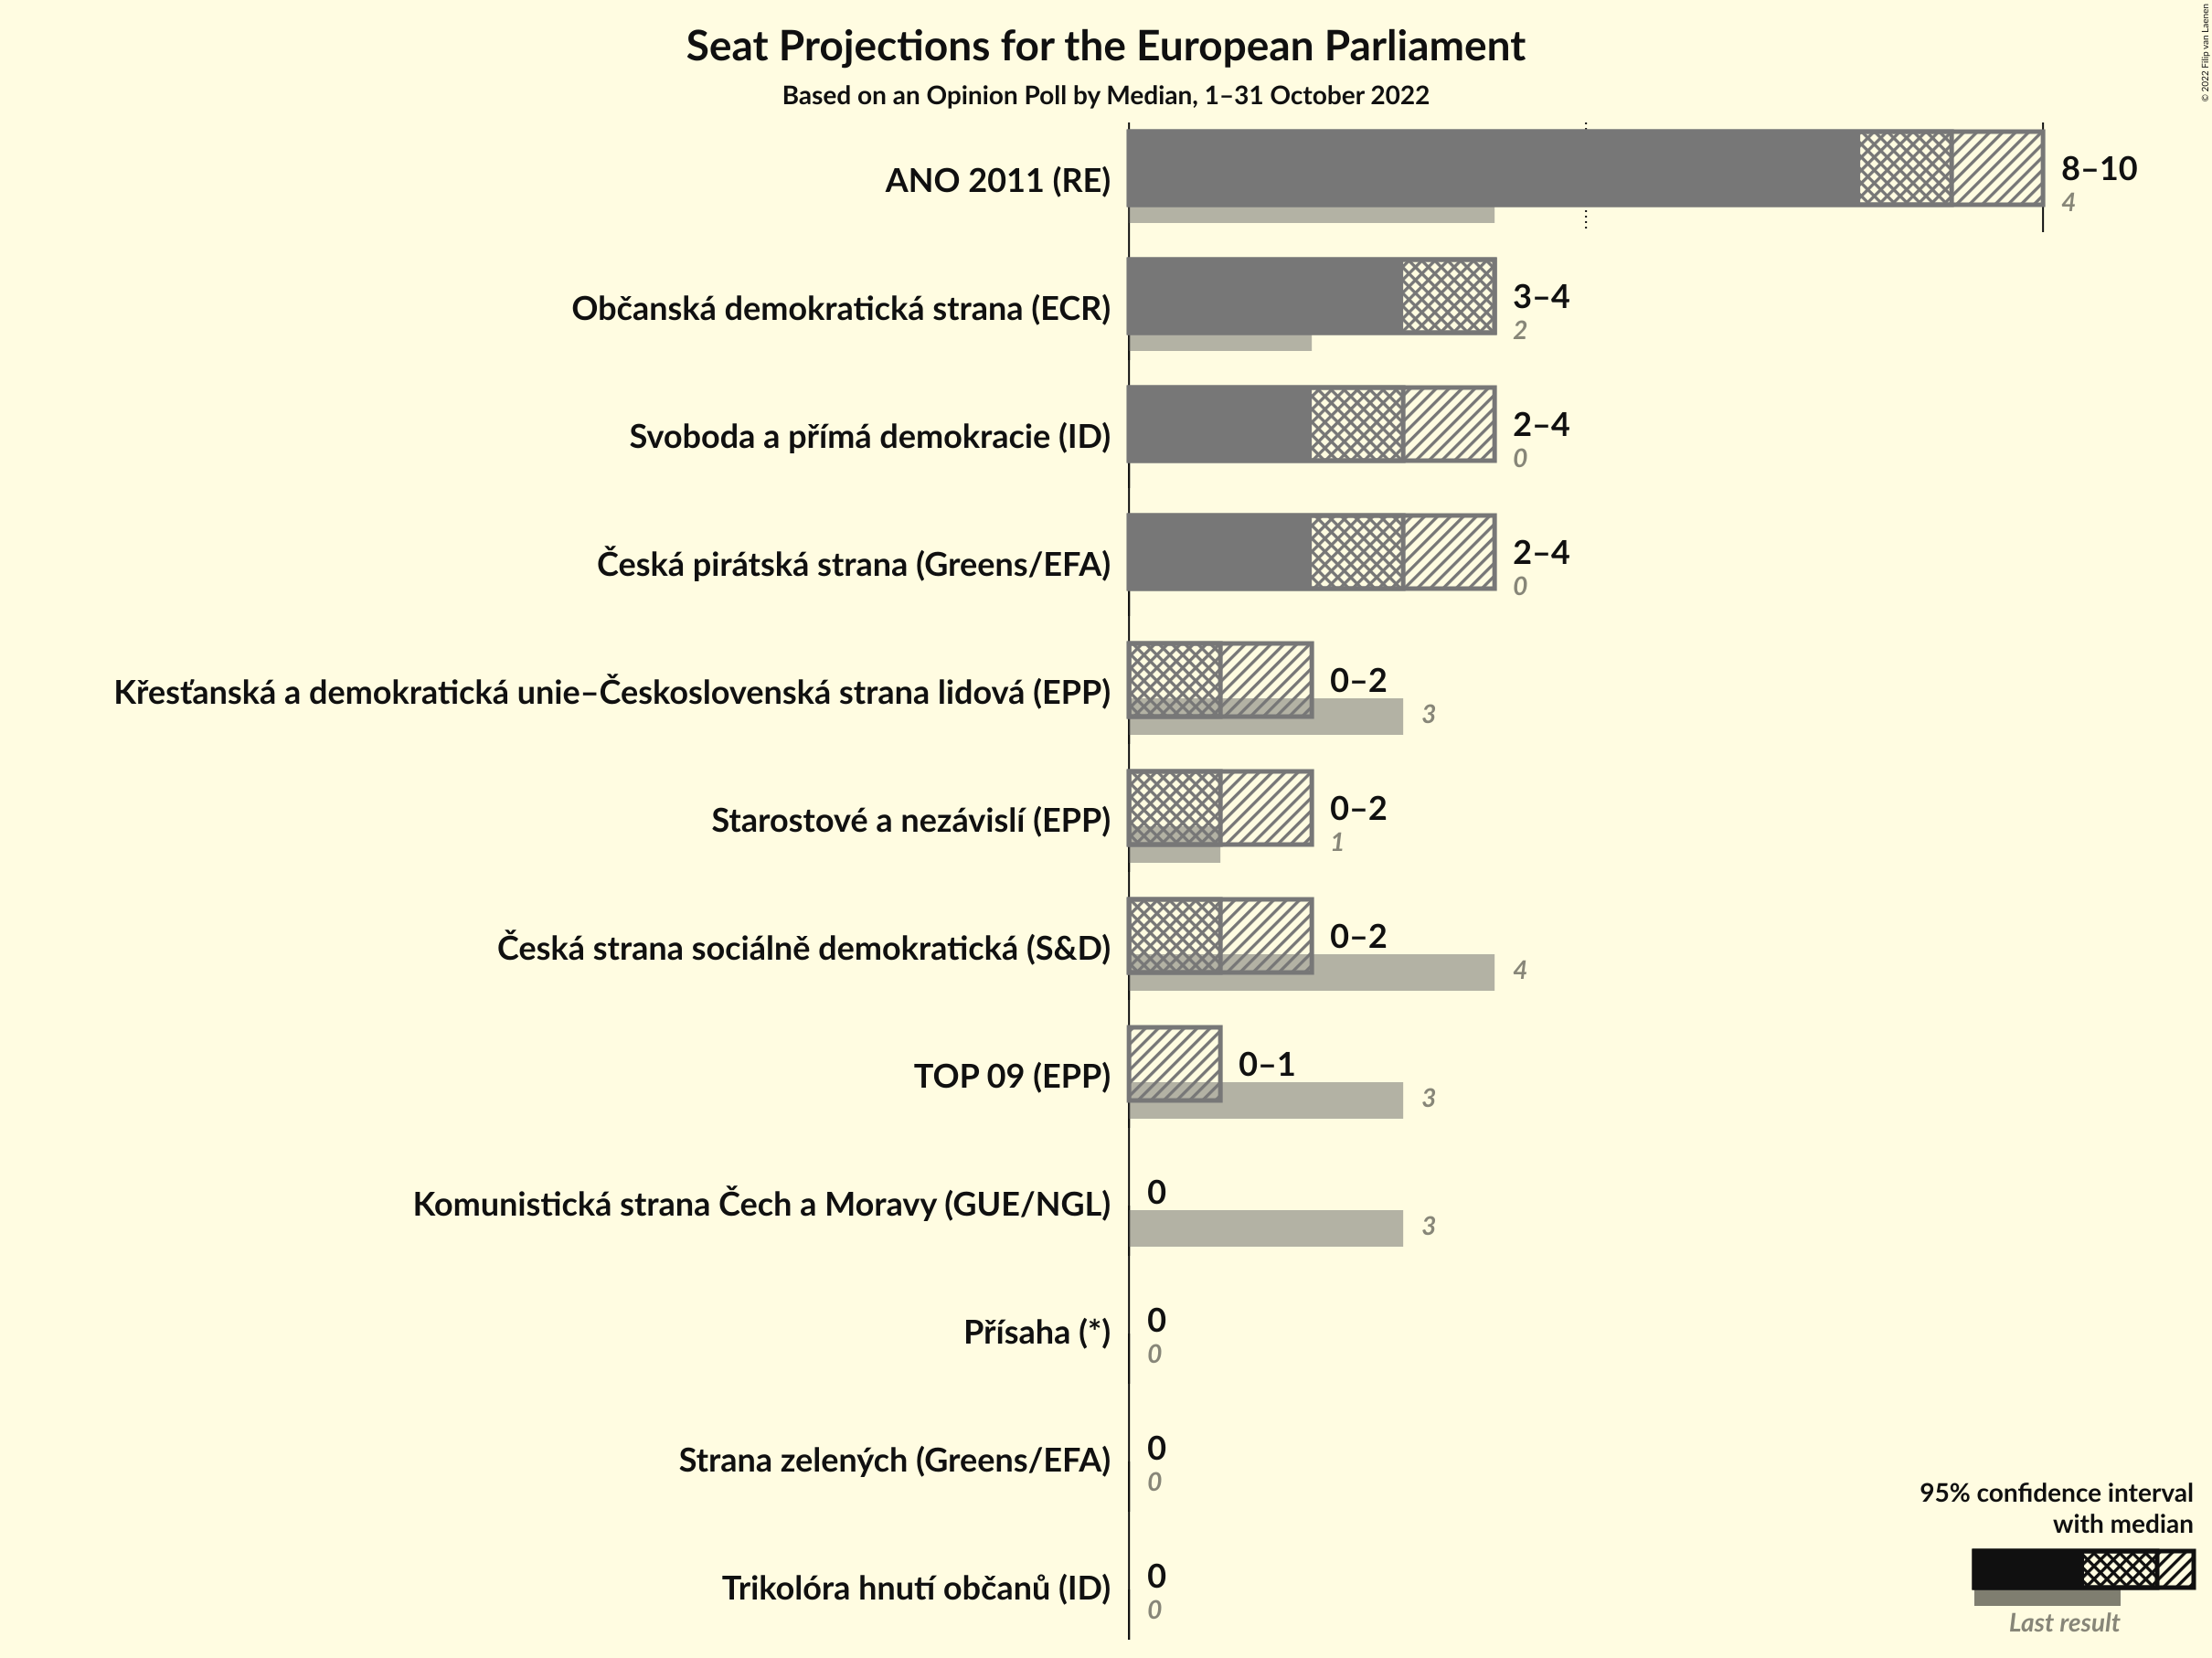 Seat Projections for the European Parliament
Based on an Opinion Poll by Median, 1–31 October 2022
© 2022 Filip van Laenen
ANO 2011 (RE)
8–10
4
Občanská demokratická strana (ECR)
3–4
2
Svoboda a přímá demokracie (ID)
2–4
0
Česká pirátská strana (Greens/EFA)
2–4
0
Křesťanská a demokratická unie–Československá strana lidová (EPP)
0–2
3
Starostové a nezávislí (EPP)
0–2
1
Česká strana sociálně demokratická (S&D)
0–2
4
TOP 09 (EPP)
0–1
3
Komunistická strana Čech a Moravy (GUE/NGL)
0
3
Přísaha (*)
0
0
Strana zelených (Greens/EFA)
0
0
Trikolóra hnutí občanů (ID)
0
0
95% confidence interval
with median
Last result